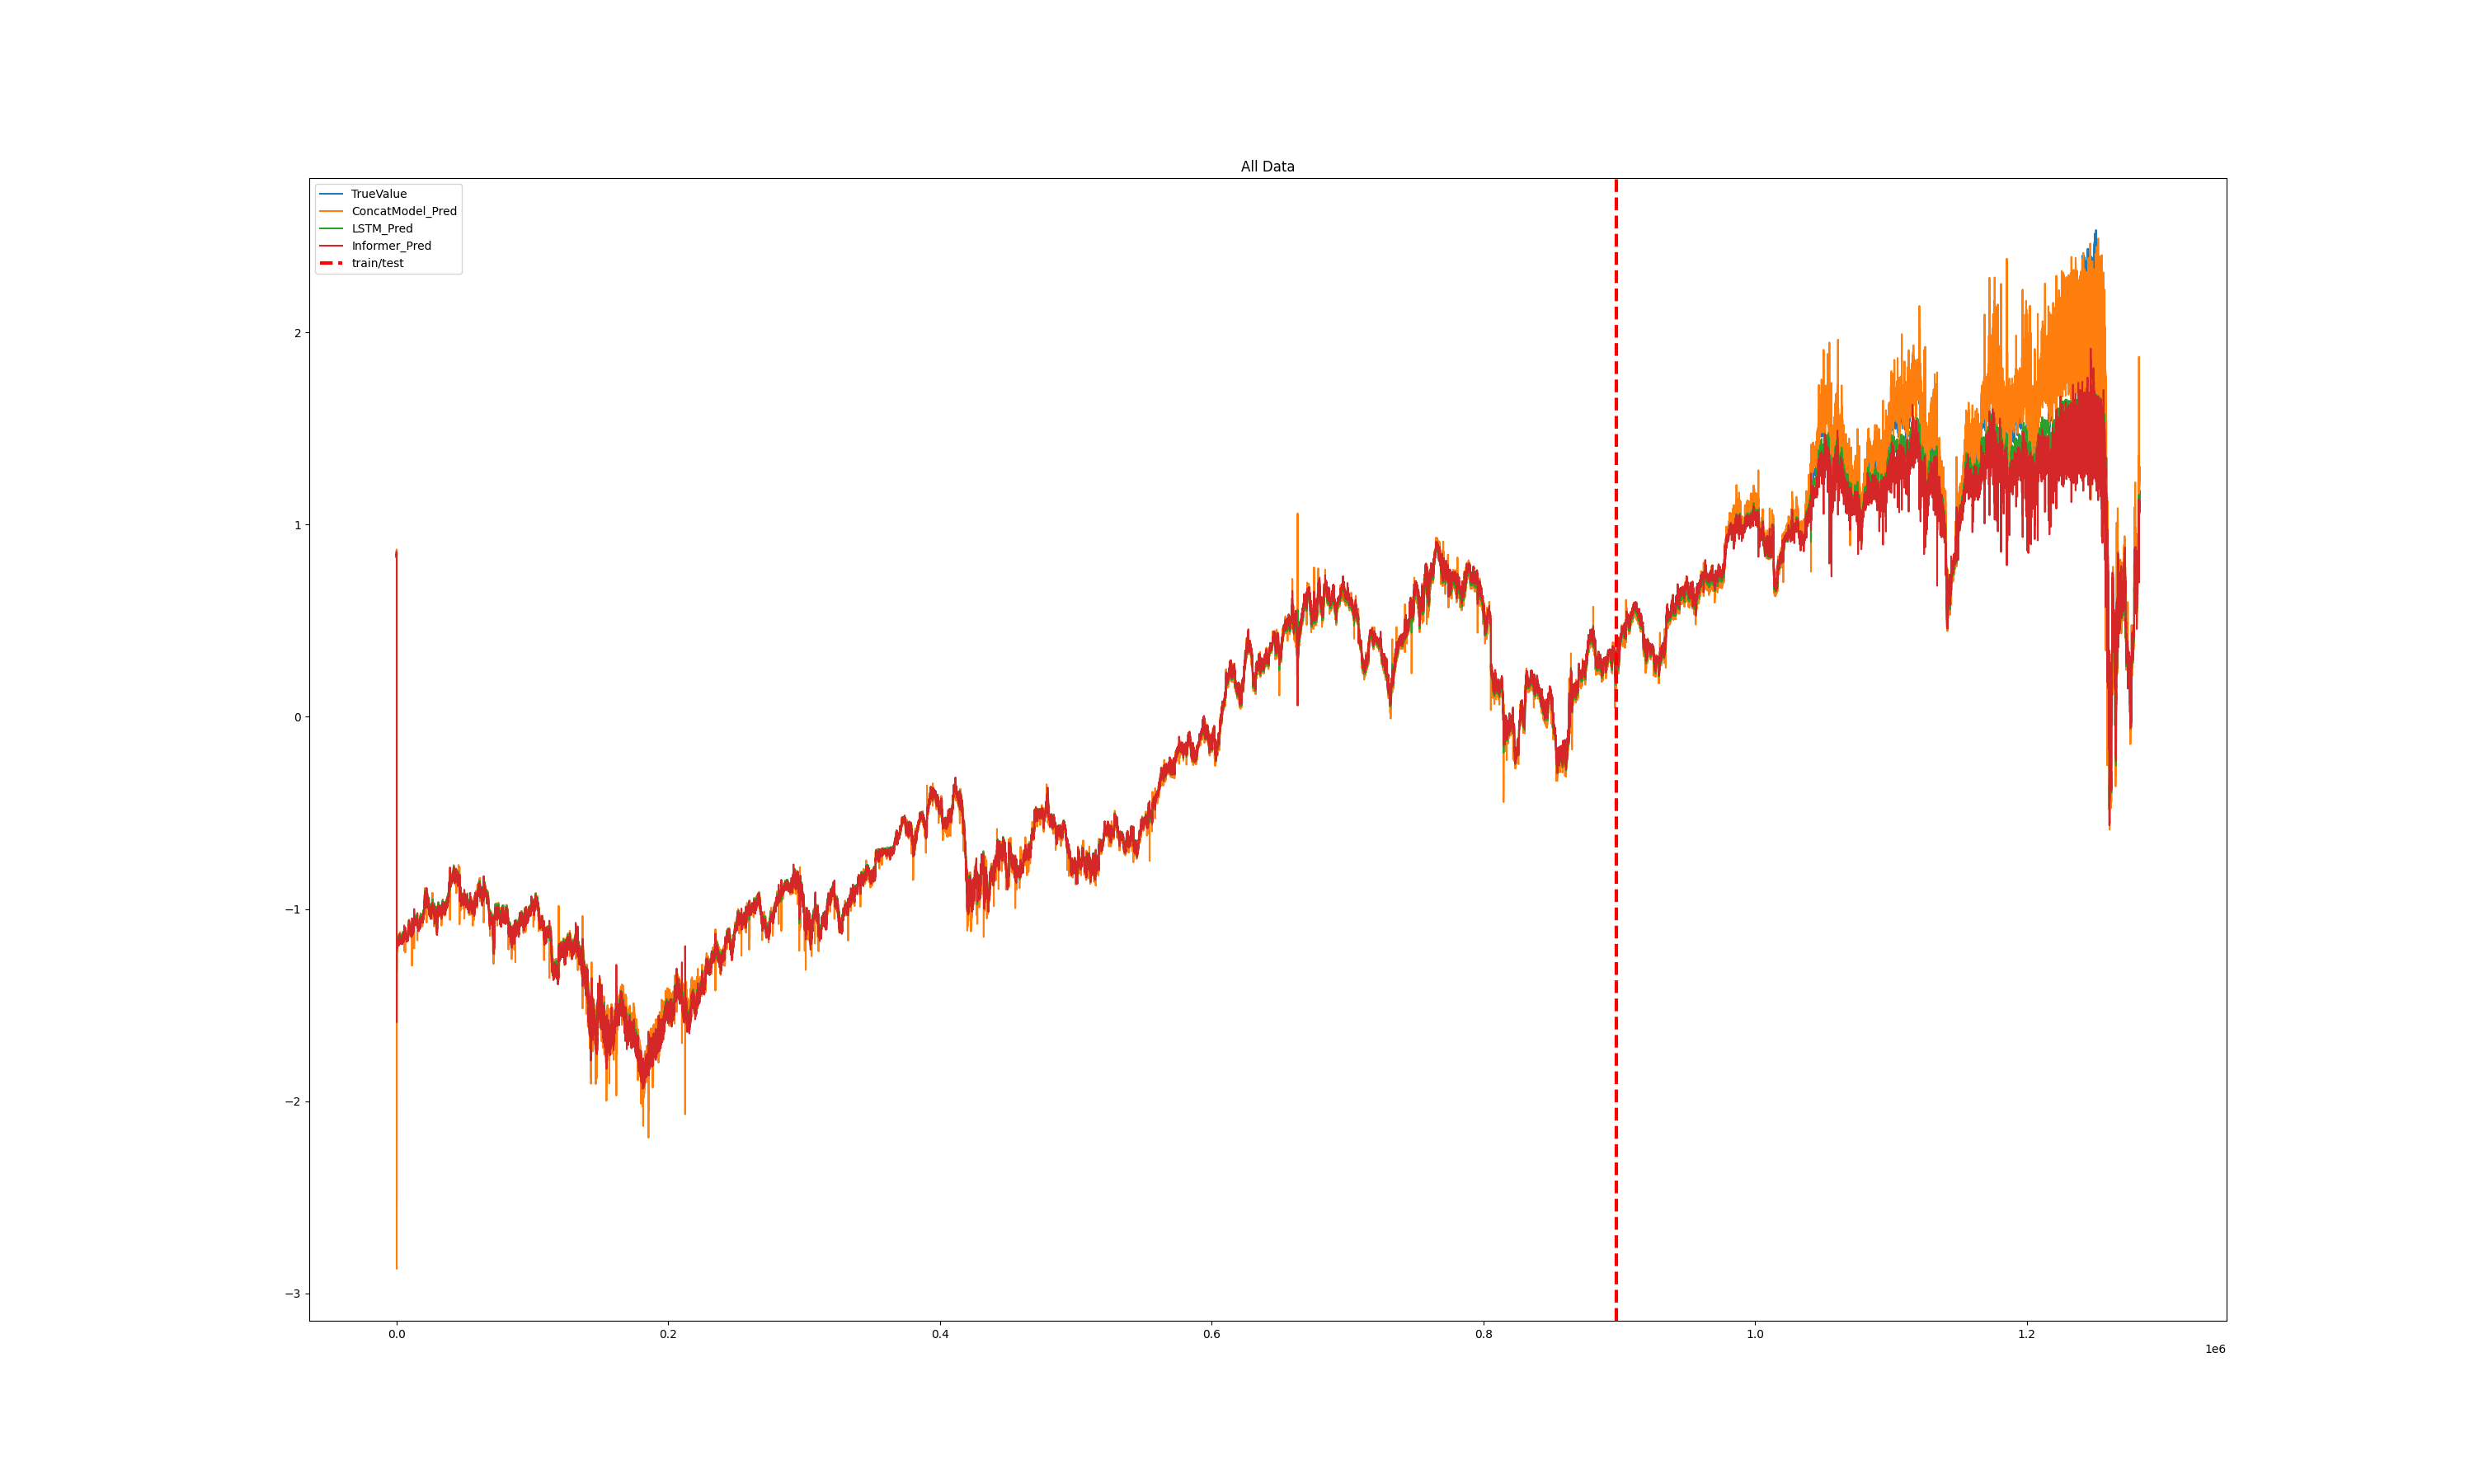 All Data
TrueValue
ConcatModel_Pred
LSTM_Pred
Informer_Pred
train/test
2
1
0
−1
−2
−3
0.0 0.2 0.4 0.6 0.8 1.0 1.2
1e6